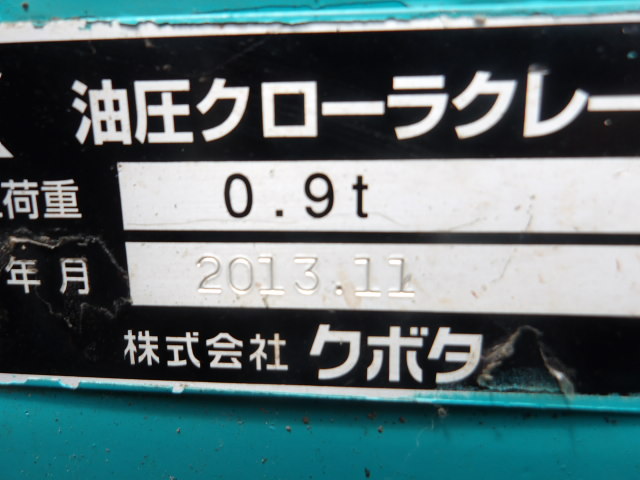 油圧クローラクレー
荷重 0.9t
年月 2013.11
株式会社 クボタ